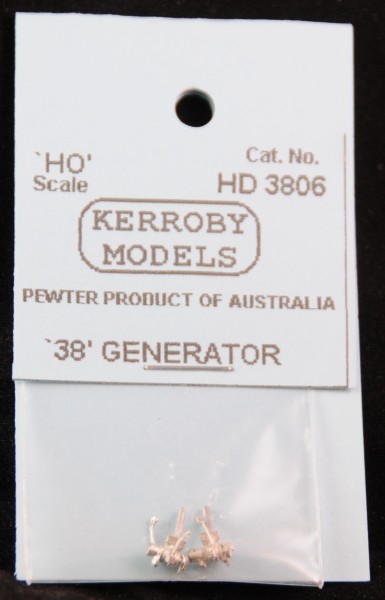 `HO'
Scale
Cat. No.
HD 3806
KERROBY
MODELS
PEWTER PRODUCT OF AUSTRALIA
`38' GENERATOR